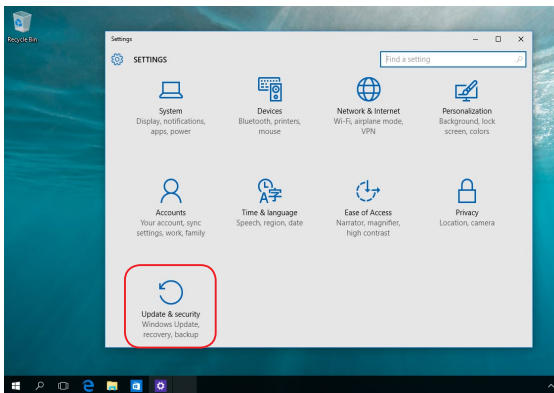 Recycle Bin
Settings
SETTINGS
Find a setting
System
Display, notifications,
apps, power
Devices
Bluetooth, printers,
mouse
Network & Internet
Wi-Fi, airplane mode,
VPN
Personalization
Background, lock
screen, colors
Accounts
Your account, sync
settings, work, family
Time & language
Speech, region, date
Ease of Access
Narrator, magnifier,
high contrast
Privacy
Location, camera
Update & security
Windows Update,
recovery, backup